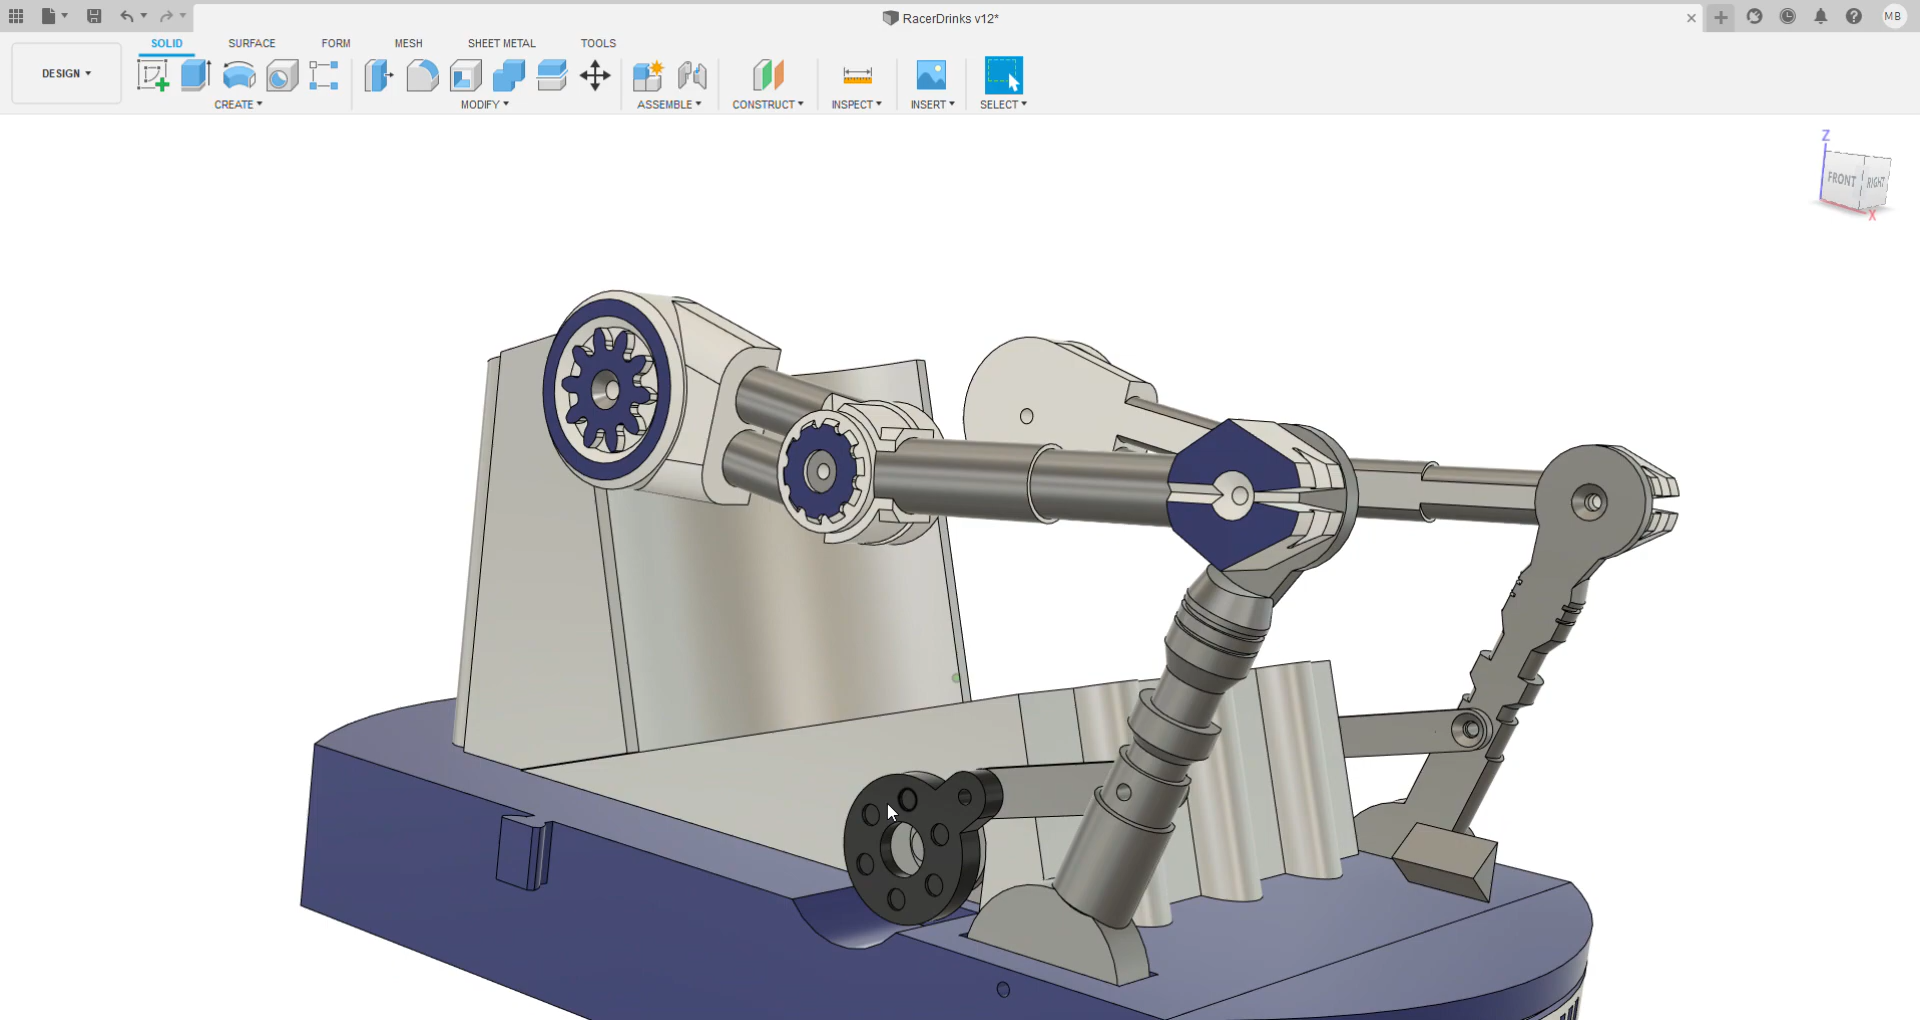 RacerDrinks v12*
MB
SOLID SURFACE FORM MESH SHEET METAL TOOLS
DESIGN ▾
CREATE ▾ MODIFY ▾ ASSEMBLE ▾ CONSTRUCT ▾ INSPECT ▾ INSERT ▾ SELECT ▾
Z
FRONT RIGHT
X